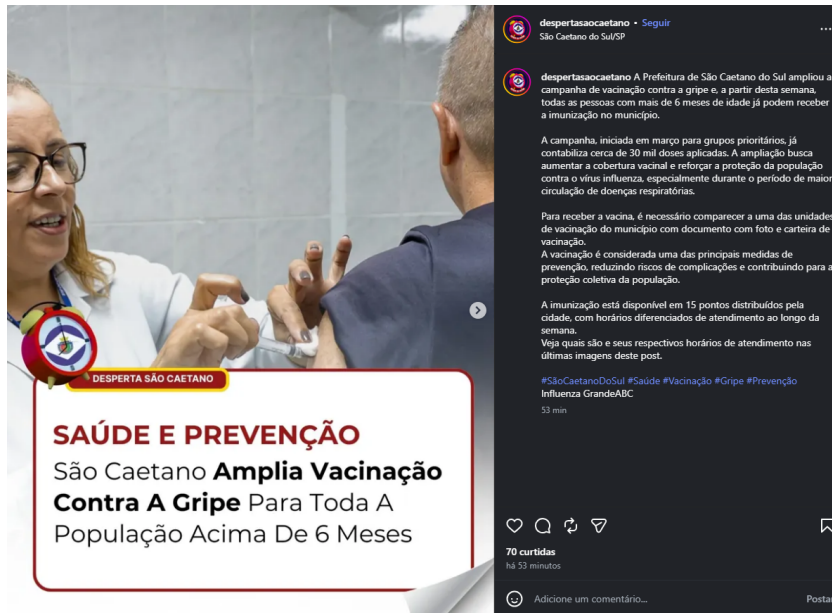 DESPERTA SÃO CAETANO
SAÚDE E PREVENÇÃO
São Caetano Amplia Vacinação
Contra A Gripe Para Toda A
População Acima De 6 Meses
despertasaocaetano • Seguir
São Caetano do Sul/SP
despertasaocaetano A Prefeitura de São Caetano do Sul ampliou a
campanha de vacinação contra a gripe e, a partir desta semana,
todas as pessoas com mais de 6 meses de idade já podem receber
a imunização no município.
A campanha, iniciada em março para grupos prioritários, já
contabiliza cerca de 30 mil doses aplicadas. A ampliação busca
aumentar a cobertura vacinal e reforçar a proteção da população
contra o vírus influenza, especialmente durante o período de maior
circulação de doenças respiratórias.
Para receber a vacina, é necessário comparecer a uma das unidades
de vacinação do município com documento com foto e carteira de
vacinação.
A vacinação é considerada uma das principais medidas de
prevenção, reduzindo riscos de complicações e contribuindo para a
proteção coletiva da população.
A imunização está disponível em 15 pontos distribuídos pela
cidade, com horários diferenciados de atendimento ao longo da
semana.
Veja quais são e seus respectivos horários de atendimento nas
últimas imagens deste post.
#SãoCaetanoDoSul #Saúde #Vacinação #Gripe #Prevenção
Influenza GrandeABC
53 min
70 curtidas
há 53 minutos
Adicione um comentário...
Postar